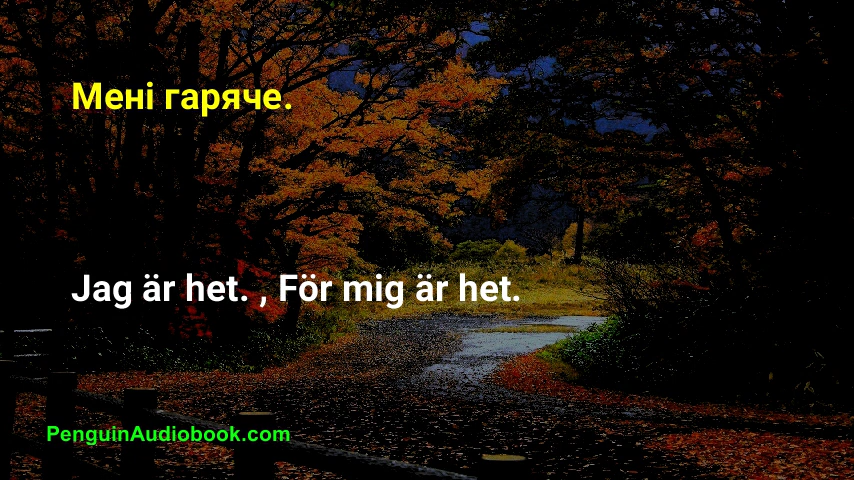 Мені гаряче.
Jag är het. , För mig är het.
PenguinAudiobook.com